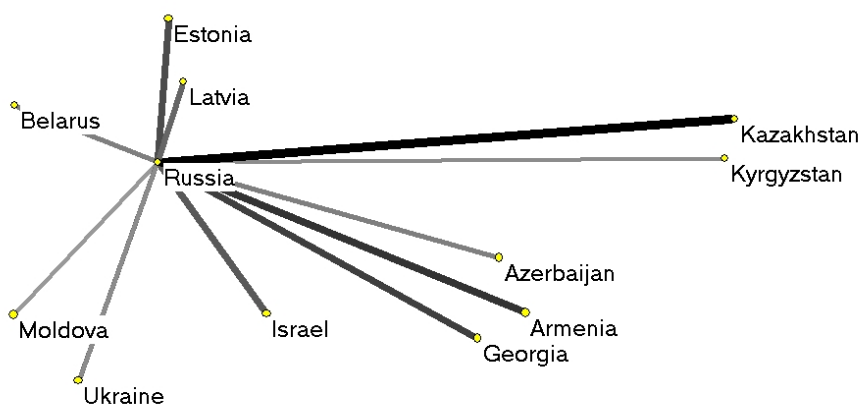 Estonia
Latvia
Belarus
Kazakhstan
Russia
Kyrgyzstan
Azerbaijan
Moldova
Israel
Armenia
Georgia
Ukraine